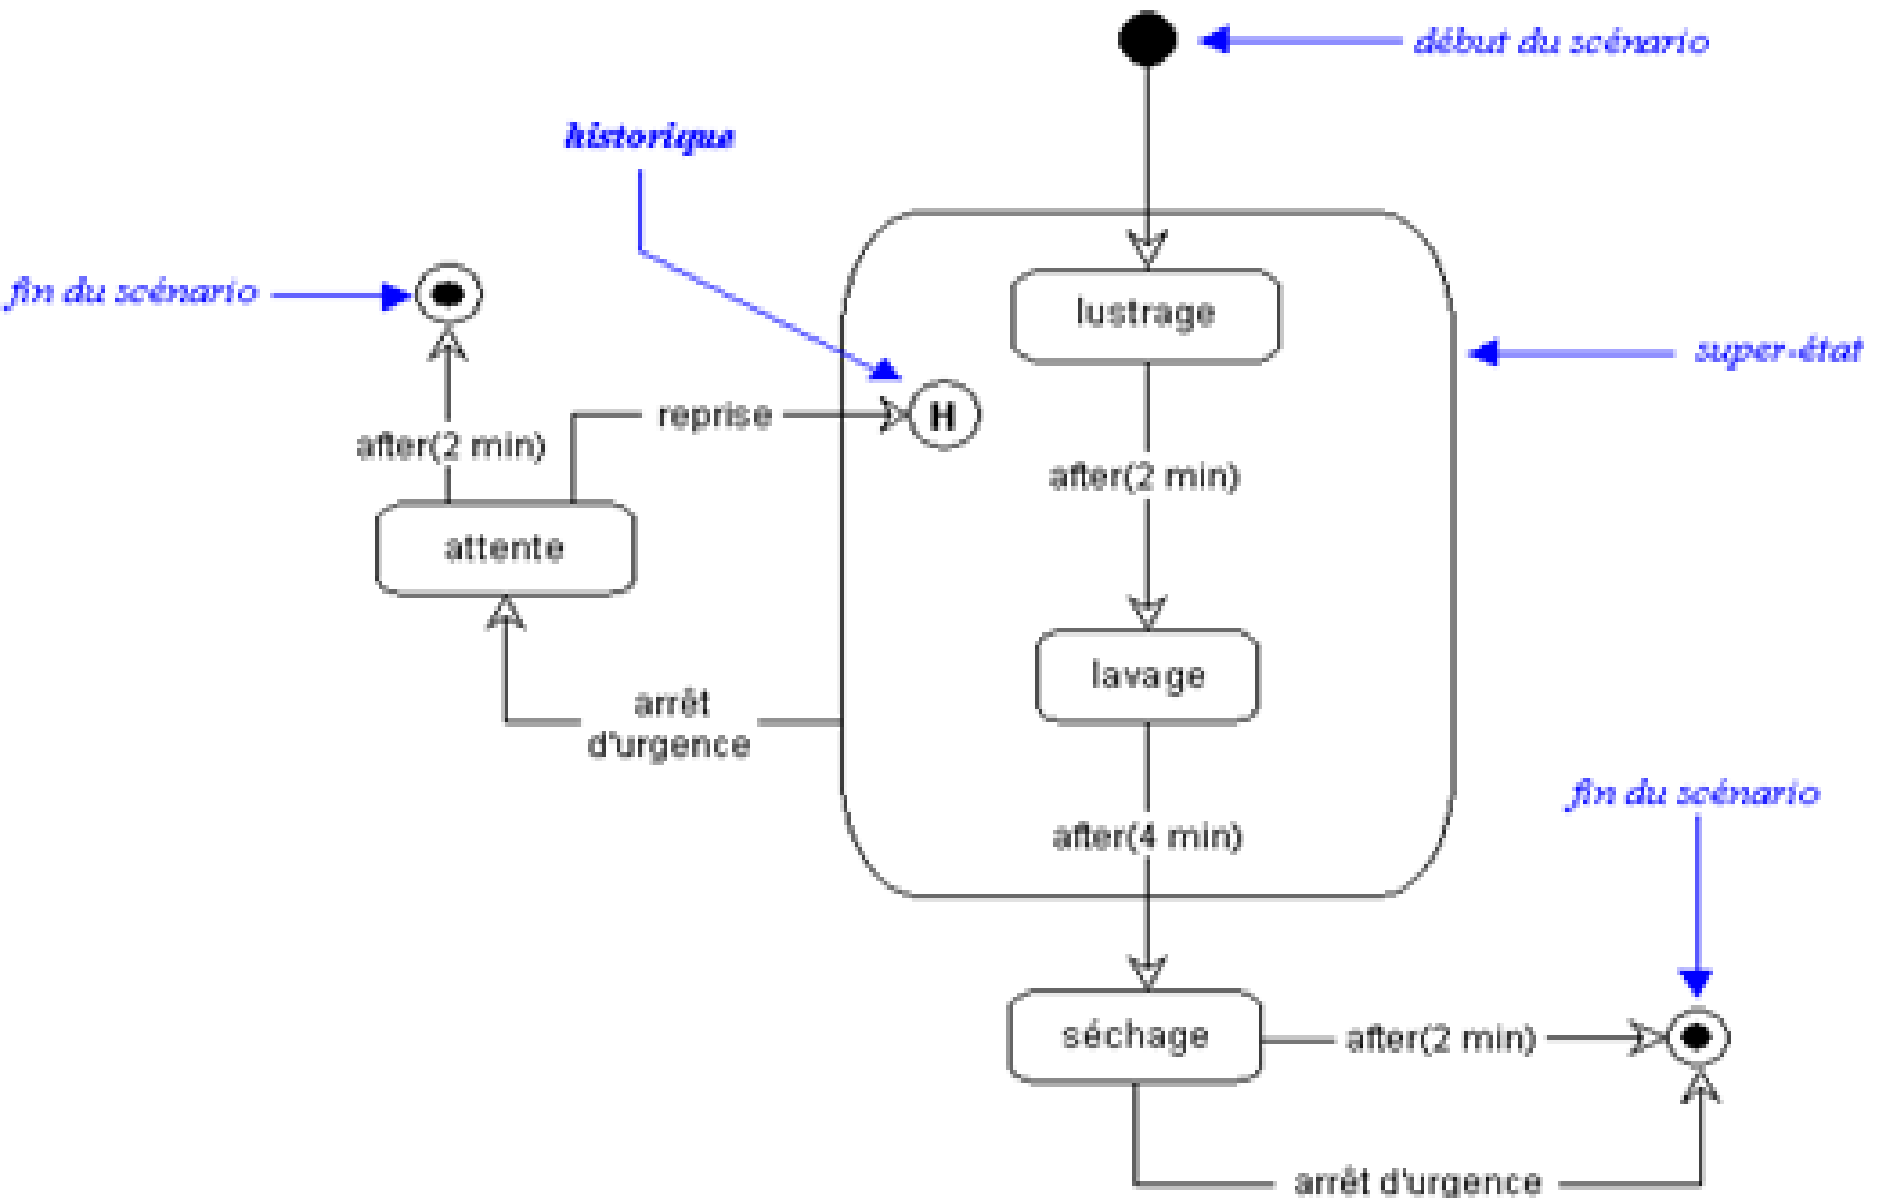 début du scénario
historique
fin du scénario
lustrage
super-état
reprise
H
after(2 min)
after(2 min)
attente
lavage
arrêt
d'urgence
fin du scénario
after(4 min)
séchage
after(2 min)
arrêt d'urgence